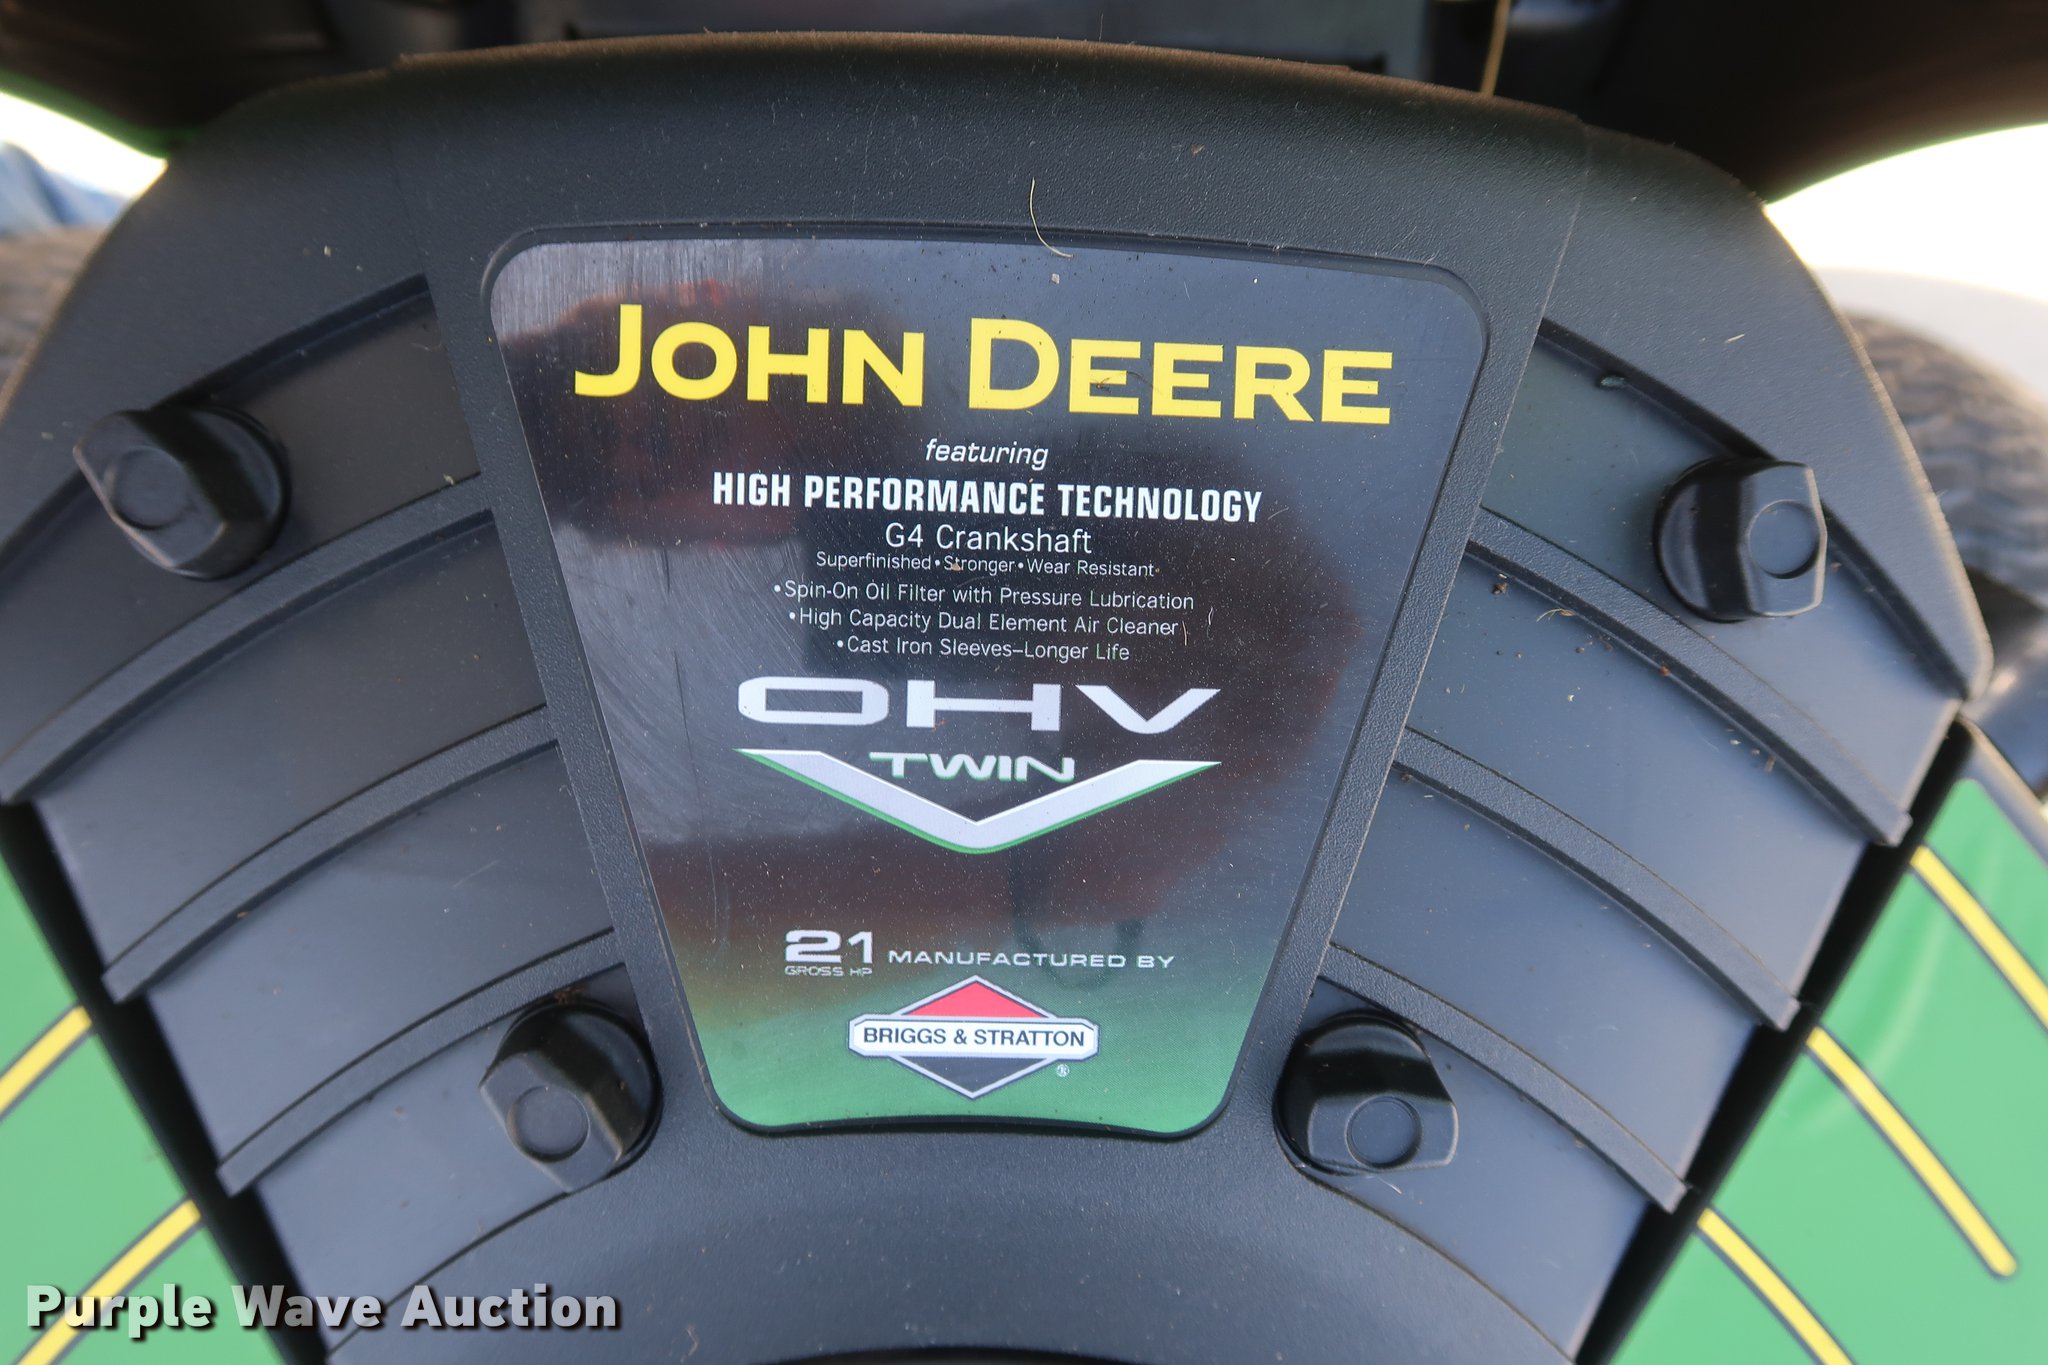 JOHN DEERE
featuring
HIGH PERFORMANCE TECHNOLOGY
G4 Crankshaft
Superfinished•Stronger•Wear Resistant
•Spin-On Oil Filter with Pressure Lubrication
•High Capacity Dual Element Air Cleaner
•Cast Iron Sleeves–Longer Life
OHV
TWIN
21 MANUFACTURED BY
GROSS HP
BRIGGS & STRATTON
®
Purple Wave Auction